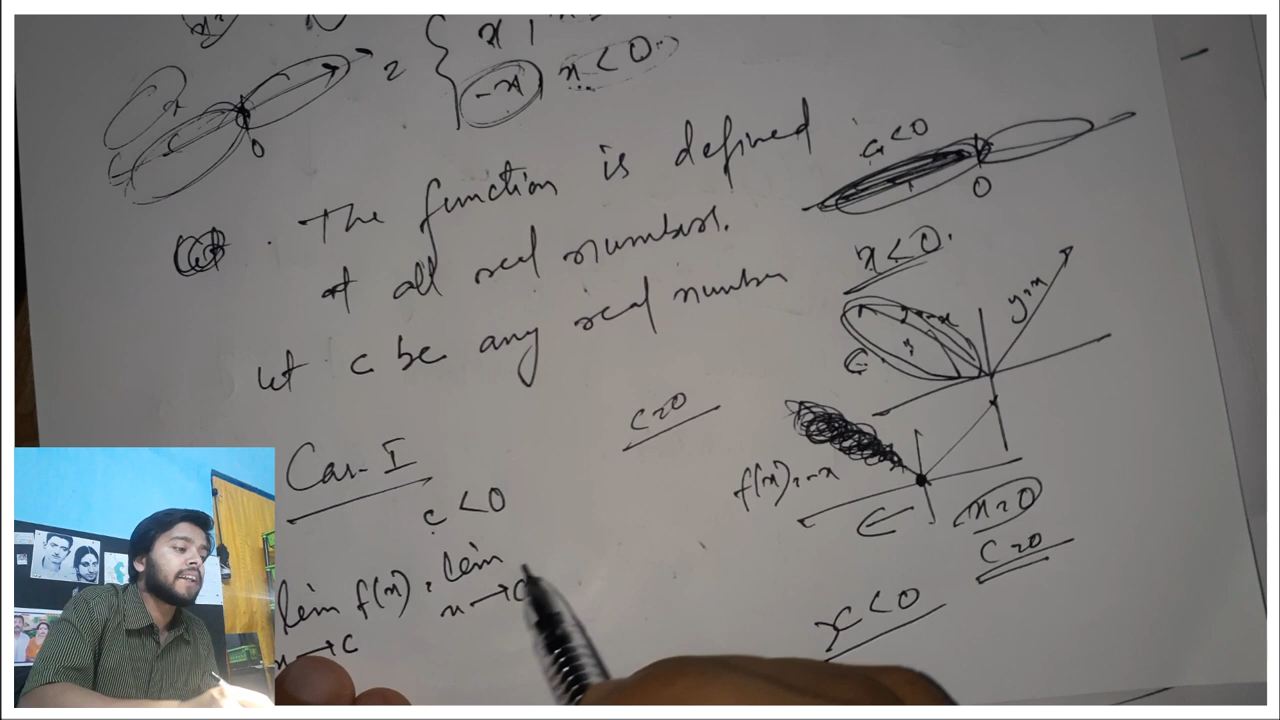 x,
-x, x < 0.
0
The function is defined
at all real numbers.
let c be any real number
c < 0
0
x < 0.
y = x
y = -x
C
c = 0
f(x) = -x
x = 0
c = 0
Case-I
c < 0
lim f(x) = lim
x → c x → c
c < 0